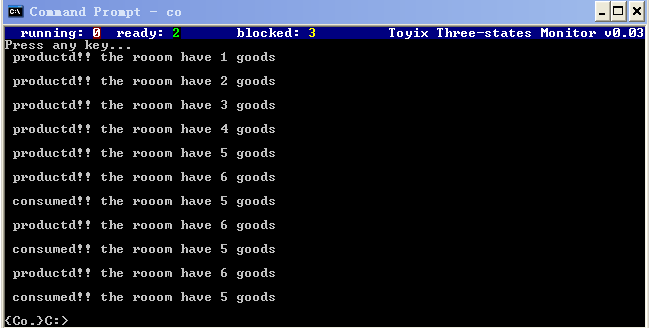 Command Prompt - co
running: 0 ready: 2 blocked: 3 Toyix Three-states Monitor v0.03
Press any key...
productd!! the rooom have 1 goods
productd!! the rooom have 2 goods
productd!! the rooom have 3 goods
productd!! the rooom have 4 goods
productd!! the rooom have 5 goods
productd!! the rooom have 6 goods
consumed!! the rooom have 5 goods
productd!! the rooom have 6 goods
consumed!! the rooom have 5 goods
productd!! the rooom have 6 goods
consumed!! the rooom have 5 goods
{Co.}C:>